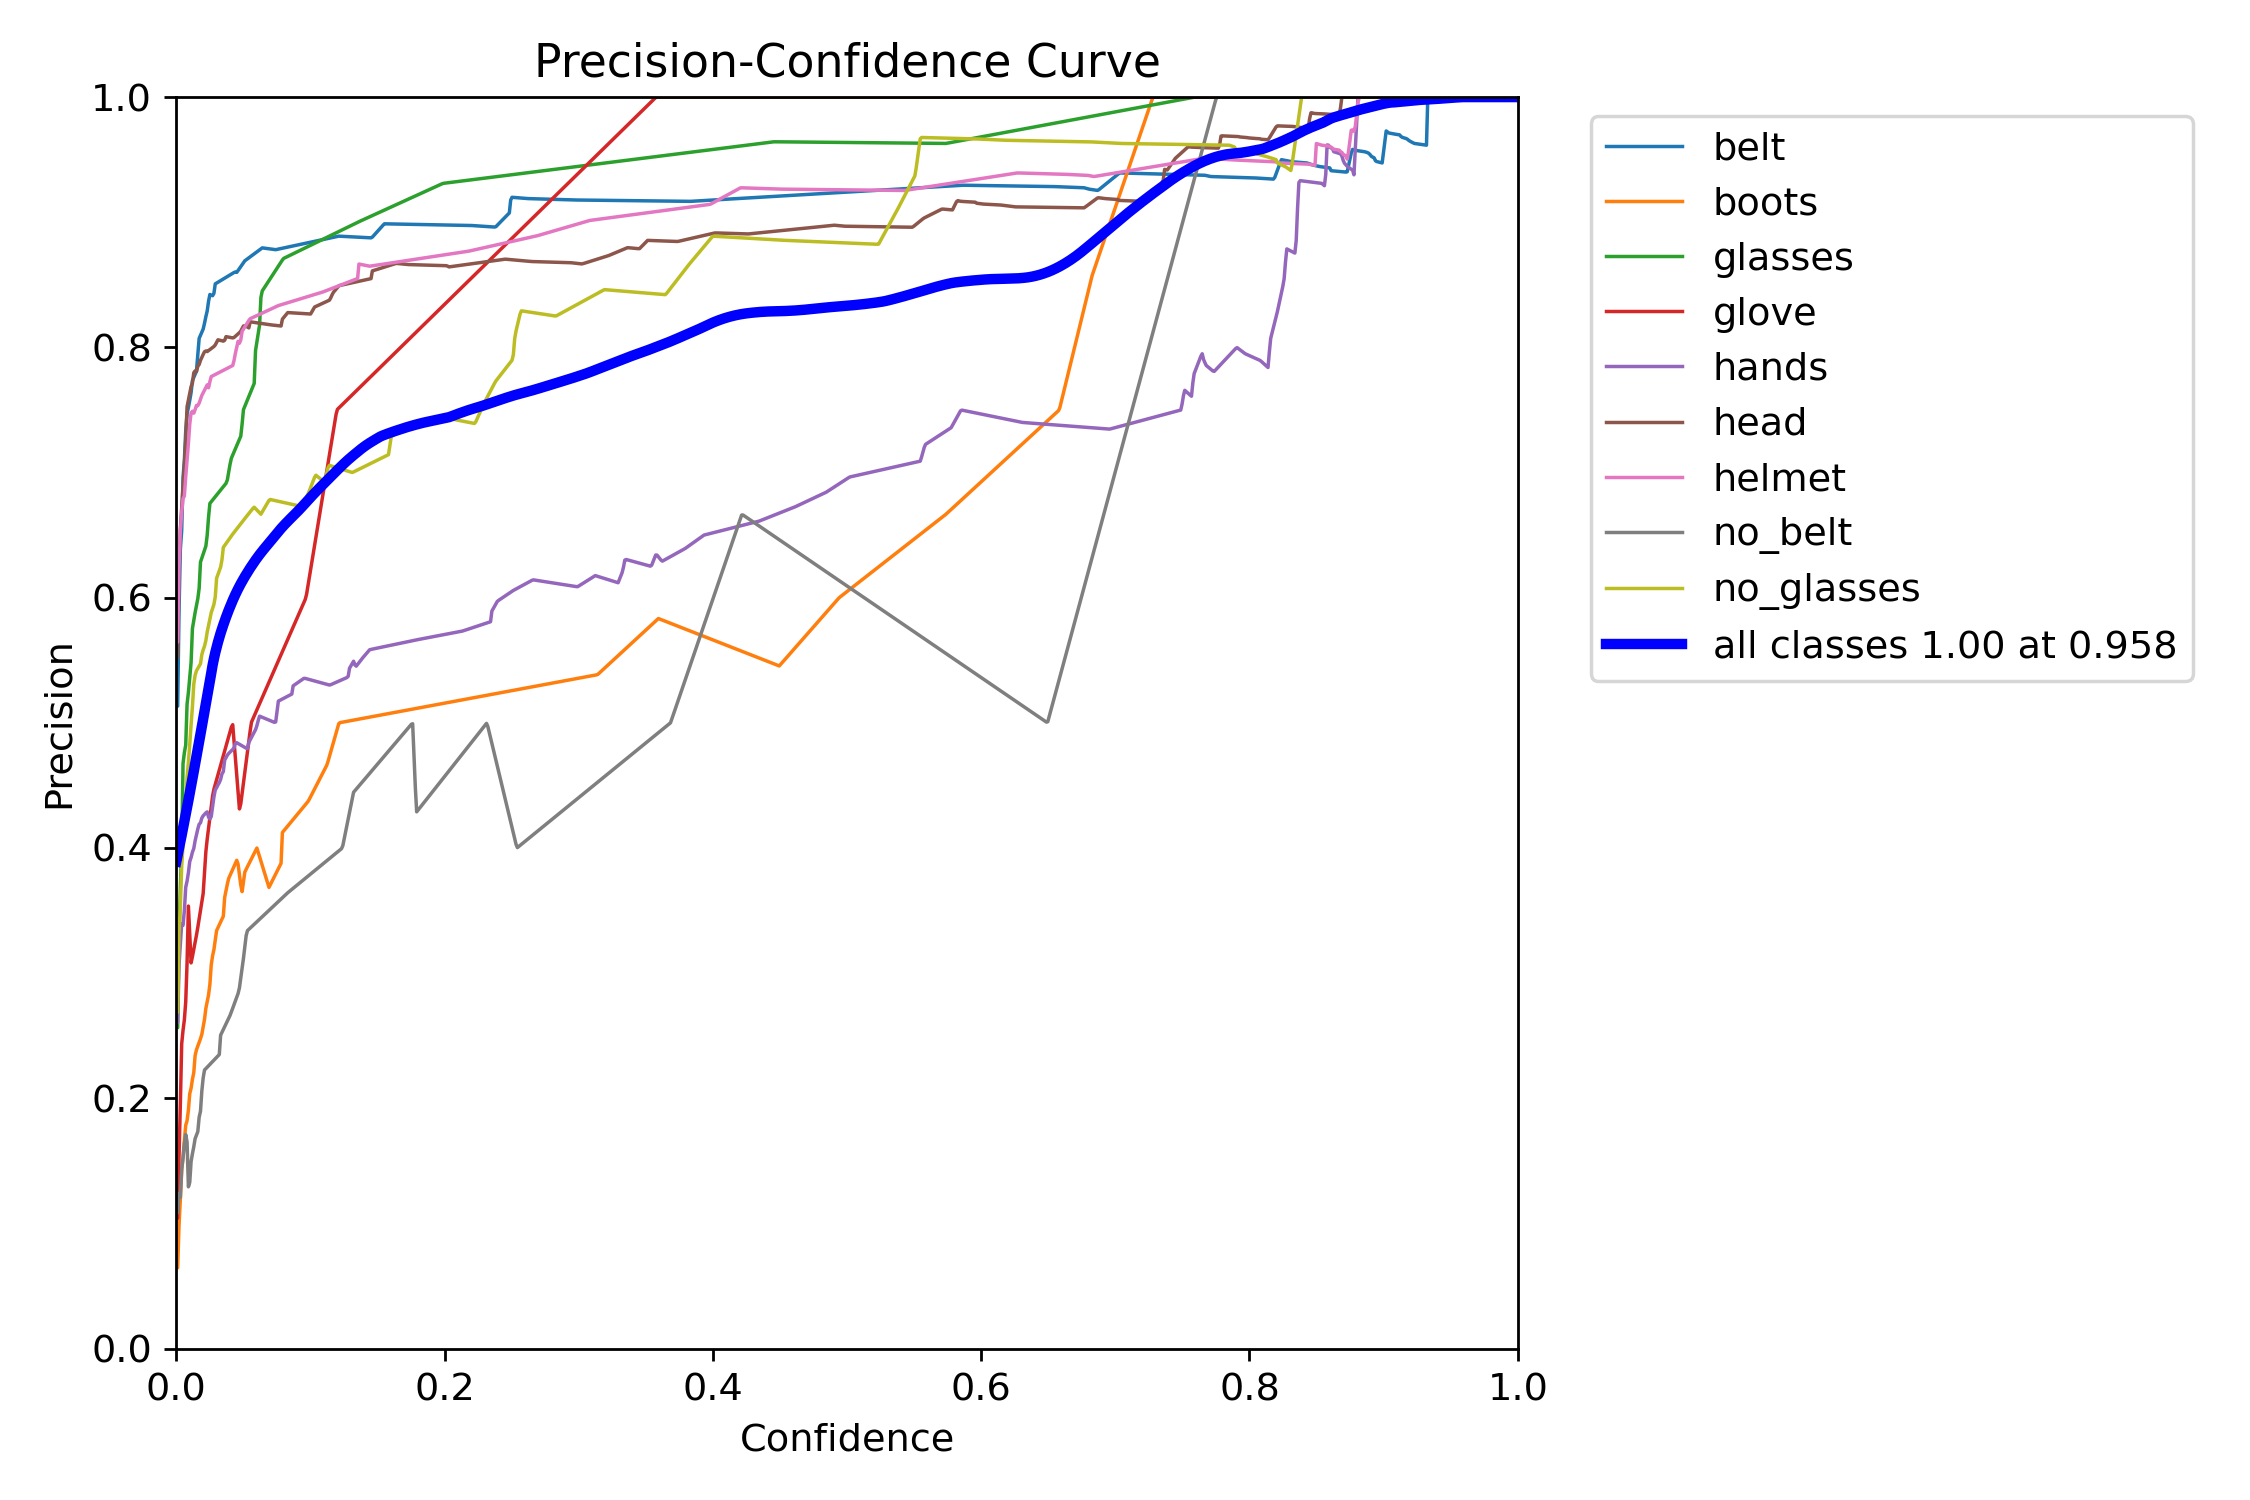 Precision-Confidence Curve
1.0
0.8
0.6
0.4
0.2
0.0
Precision
0.0 0.2 0.4 0.6 0.8 1.0
Confidence
belt
boots
glasses
glove
hands
head
helmet
no_belt
no_glasses
all classes 1.00 at 0.958